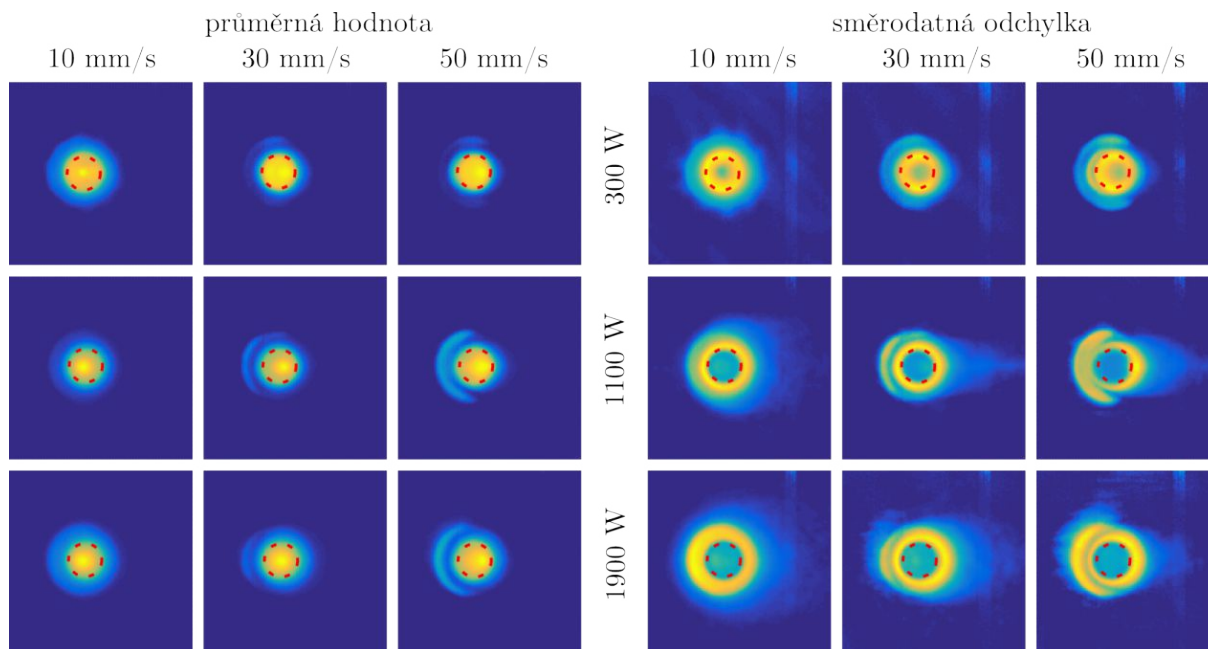 průměrná hodnota
směrodatná odchylka
10 mm/s 30 mm/s 50 mm/s
10 mm/s 30 mm/s 50 mm/s
300 W
1100 W
1900 W